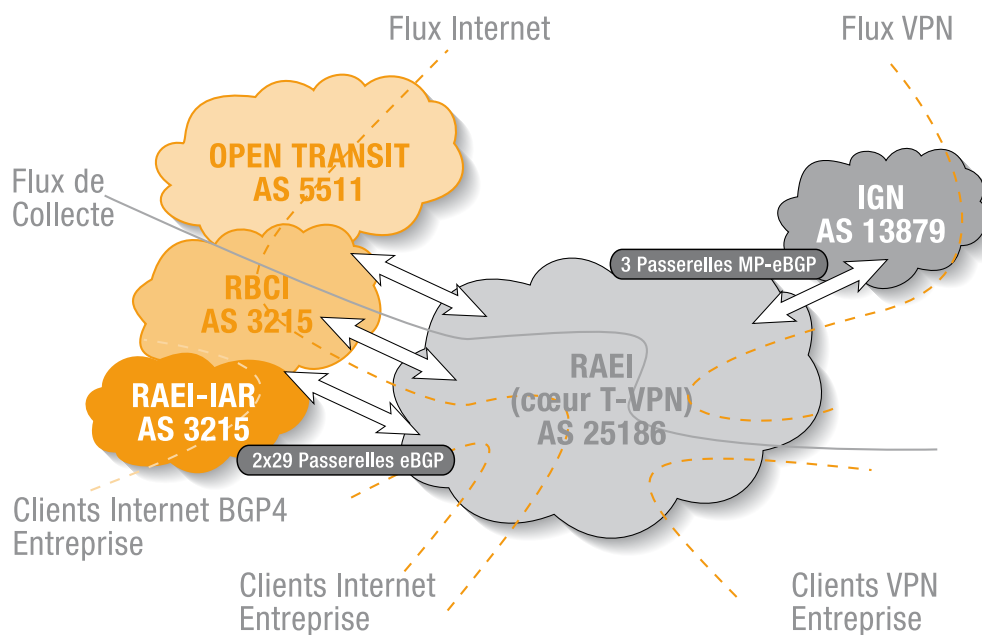 Flux Internet
Flux VPN
OPEN TRANSIT
AS 5511
Flux de
Collecte
IGN
AS 13879
3 Passerelles MP-eBGP
RBCI
AS 3215
RAEI
(cœur T-VPN)
AS 25186
RAEI-IAR
AS 3215
2x29 Passerelles eBGP
Clients Internet BGP4
Entreprise
Clients Internet
Entreprise
Clients VPN
Entreprise